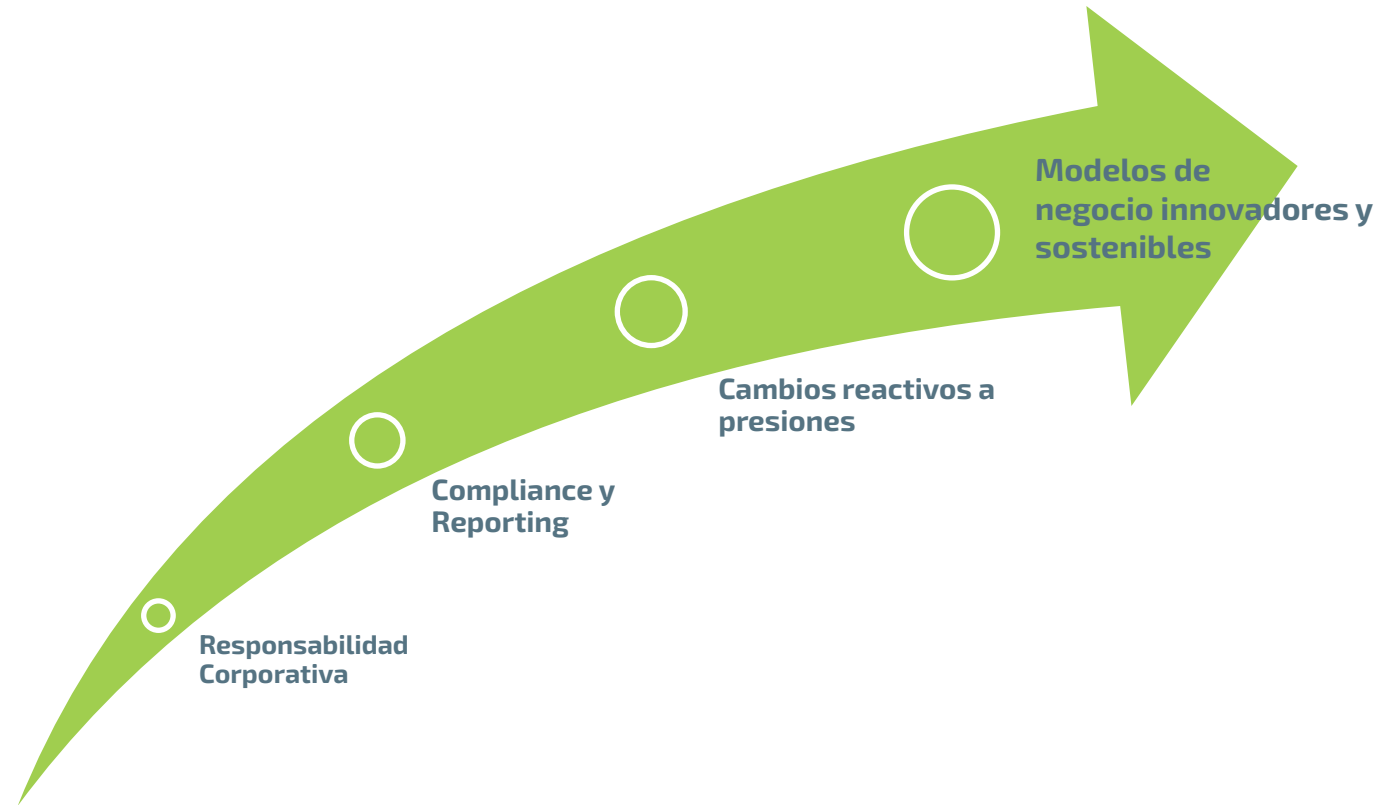 Modelos de
negocio innovadores y
sostenibles
Cambios reactivos a
presiones
Compliance y
Reporting
Responsabilidad
Corporativa